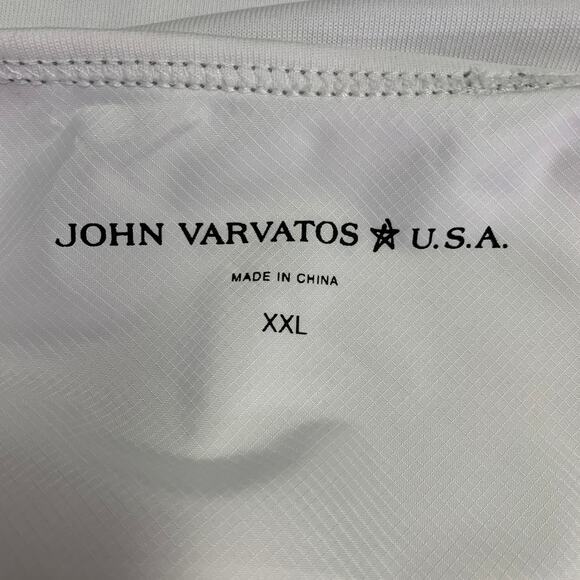 JOHN VARVATOS ☆ U.S.A.
MADE IN CHINA
XXL